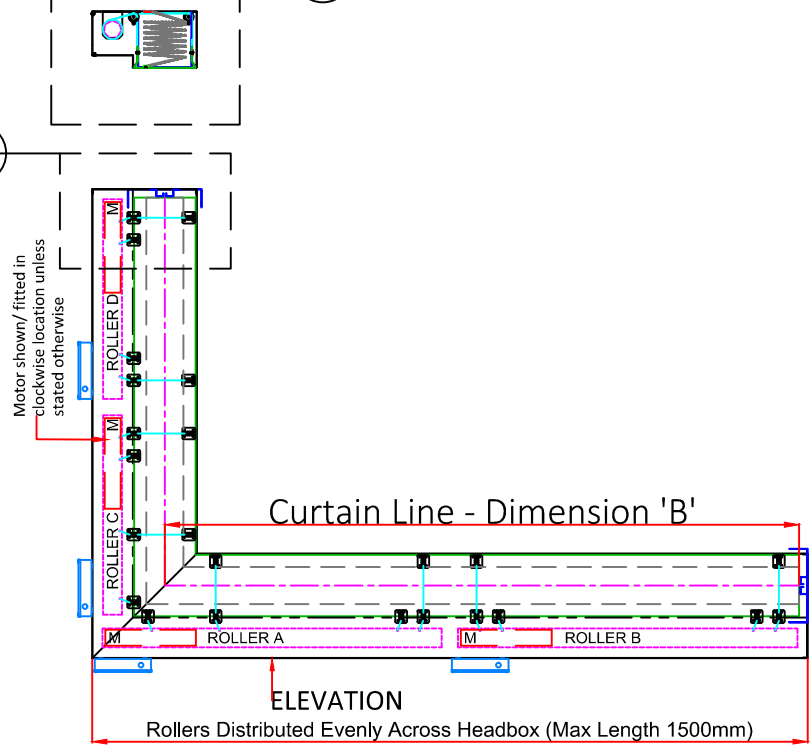 M
ROLLER D
Motor shown/ fitted in
clockwise location unless
stated otherwise
M
ROLLER C
Curtain Line - Dimension 'B'
M
ROLLER A
M
ROLLER B
ELEVATION
Rollers Distributed Evenly Across Headbox (Max Length 1500mm)